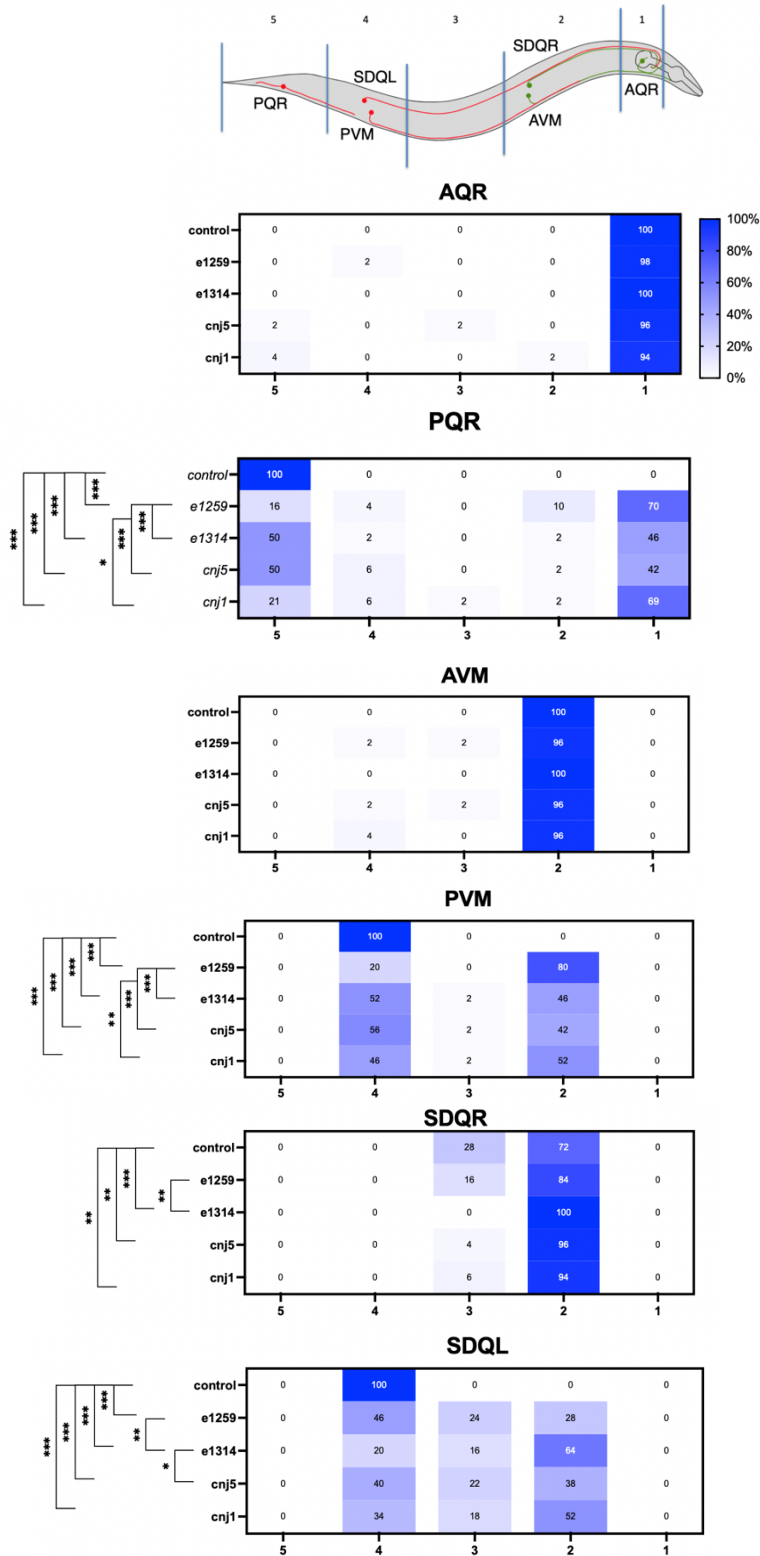 5 4 3 2 1
SDQR
SDQL
PQR
AQR
PVM
AVM
AQR
control 0 0 0 0 100
e1259 0 2 0 0 98
e1314 0 0 0 0 100
cnj5 2 0 2 0 96
cnj1 4 0 0 2 94
5 4 3 2 1
100%
80%
60%
40%
20%
0%
PQR
control 100 0 0 0 0
e1259 16 4 0 10 70
e1314 50 2 0 2 46
cnj5 50 6 0 2 42
cnj1 21 6 2 2 69
5 4 3 2 1
*** *** *** ***
* *** ***
AVM
control 0 0 0 100 0
e1259 0 2 2 96 0
e1314 0 0 0 100 0
cnj5 0 2 2 96 0
cnj1 0 4 0 96 0
5 4 3 2 1
PVM
control 0 100 0 0 0
e1259 0 20 0 80 0
e1314 0 52 2 46 0
cnj5 0 56 2 42 0
cnj1 0 46 2 52 0
5 4 3 2 1
*** *** *** ***
** *** ***
SDQR
control 0 0 28 72 0
e1259 0 0 16 84 0
e1314 0 0 0 100 0
cnj5 0 0 4 96 0
cnj1 0 0 6 94 0
5 4 3 2 1
** ** *** **
SDQL
control 0 100 0 0 0
e1259 0 46 24 28 0
e1314 0 20 16 64 0
cnj5 0 40 22 38 0
cnj1 0 34 18 52 0
5 4 3 2 1
*** *** *** ***
** *